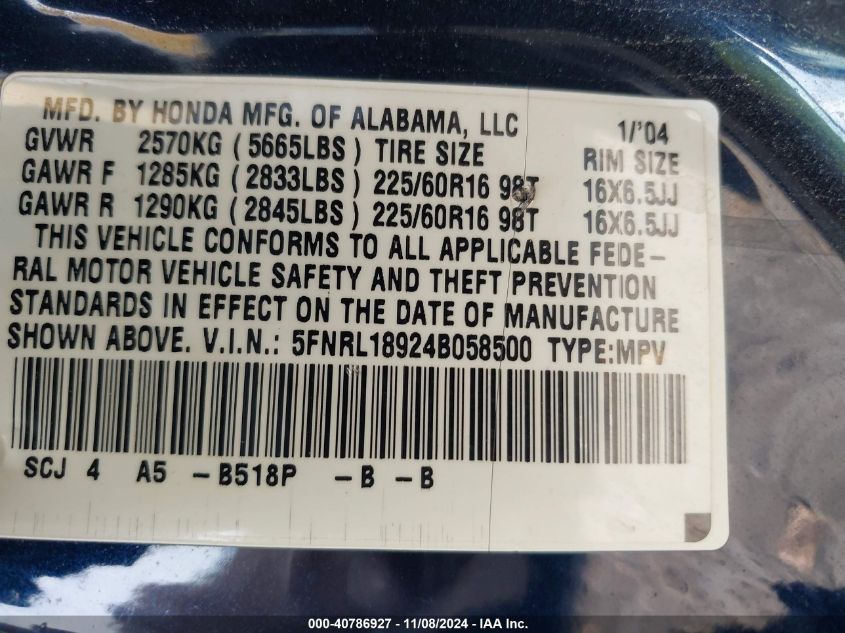 MFD. BY HONDA MFG. OF ALABAMA, LLC 1/'04
GVWR 2570KG (5665LBS) TIRE SIZE RIM SIZE
GAWR F 1285KG (2833LBS) 225/60R16 98T 16X6.5JJ
GAWR R 1290KG (2845LBS) 225/60R16 98T 16X6.5JJ
THIS VEHICLE CONFORMS TO ALL APPLICABLE FEDE-
RAL MOTOR VEHICLE SAFETY AND THEFT PREVENTION
STANDARDS IN EFFECT ON THE DATE OF MANUFACTURE
SHOWN ABOVE. V.I.N.: 5FNRL18924B058500 TYPE:MPV
SCJ 4 A5 -B518P -B -B
000-40786927 - 11/08/2024 - IAA Inc.